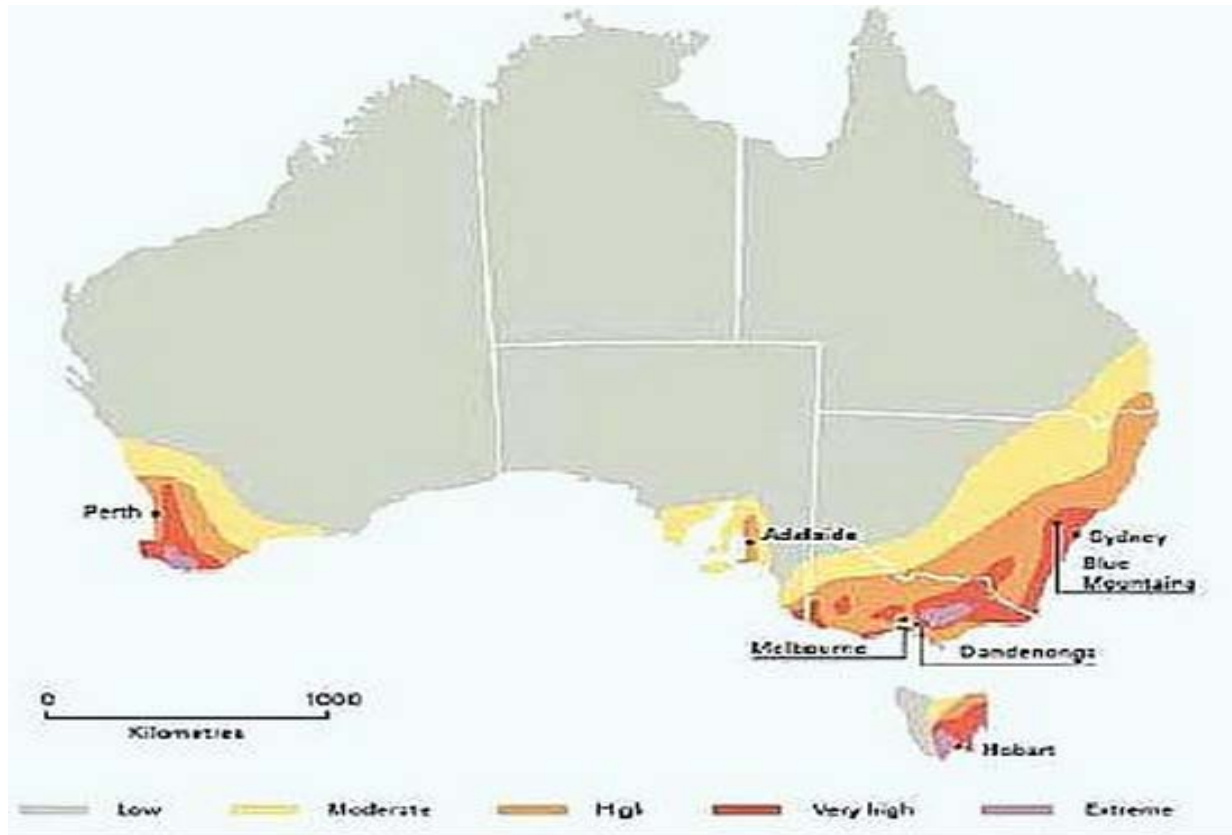 Perth
Adelaide
Sydney
Blue
Mountains
Melbourne
Dandenongs
0 1000
Kilometres
Hobart
Low Moderate High Very high Extreme